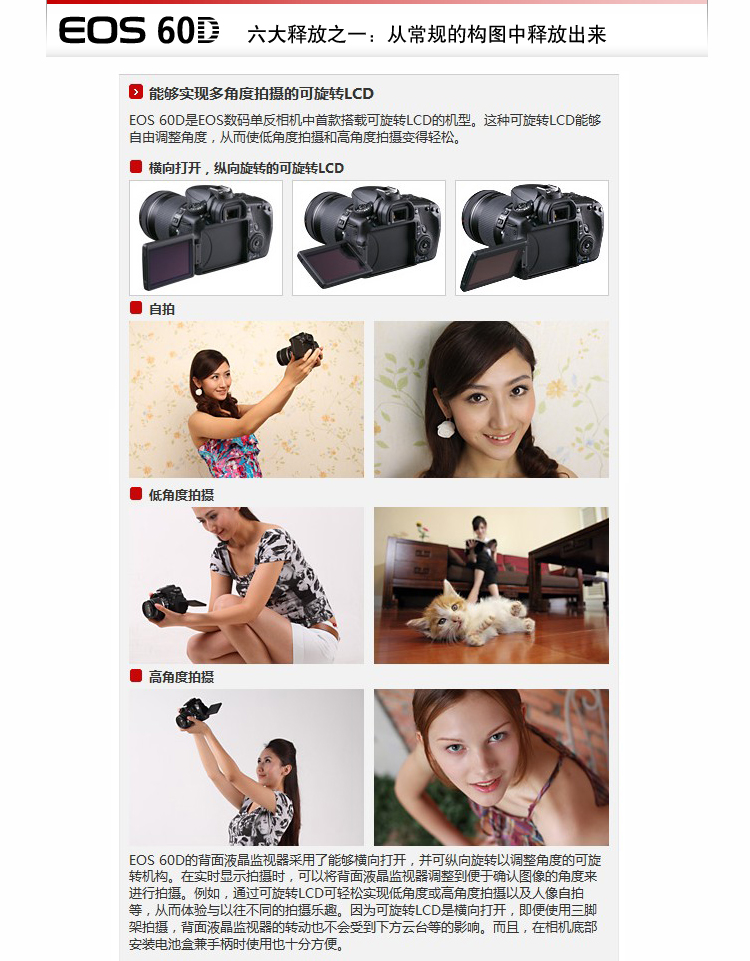 EOS 60D 六大释放之一：从常规的构图中释放出来
能够实现多角度拍摄的可旋转LCD
EOS 60D是EOS数码单反相机中首款搭载可旋转LCD的机型。这种可旋转LCD能够
自由调整角度，从而使低角度拍摄和高角度拍摄变得轻松。
横向打开，纵向旋转的可旋转LCD
自拍
低角度拍摄
高角度拍摄
EOS 60D的背面液晶监视器采用了能够横向打开，并可纵向旋转以调整角度的可旋
转机构。在实时显示拍摄时，可以将背面液晶监视器调整到便于确认图像的角度来
进行拍摄。例如，通过可旋转LCD可轻松实现低角度或高角度拍摄以及人像自拍
等，从而体验与以往不同的拍摄乐趣。因为可旋转LCD是横向打开，即便使用三脚
架拍摄，背面液晶监视器的转动也不会受到下方云台等的影响。而且，在相机底部
安装电池盒兼手柄时使用也十分方便。